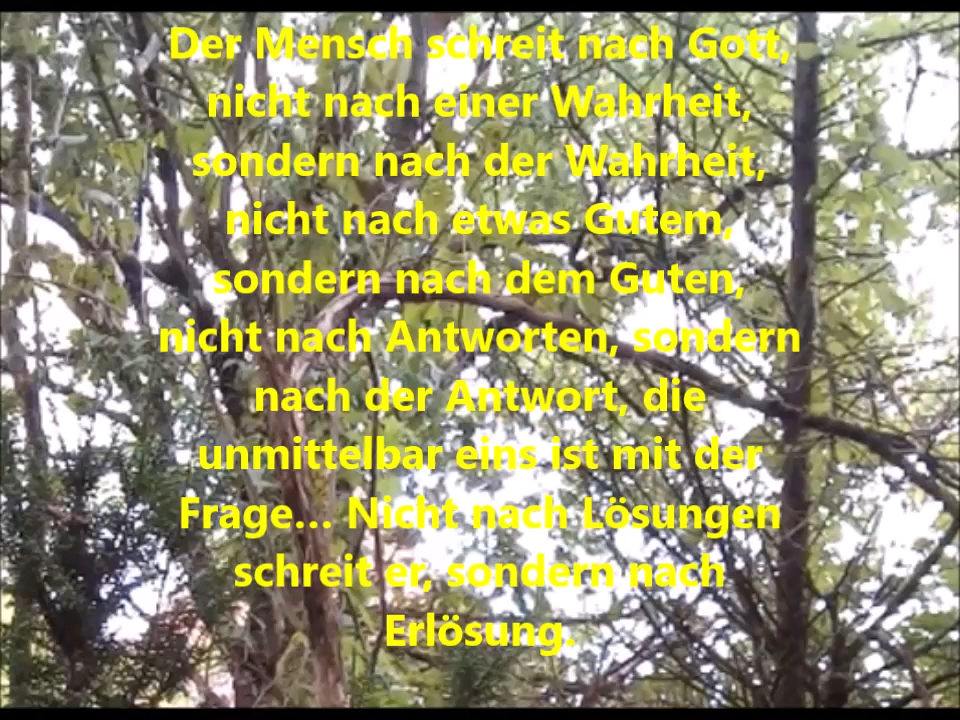 Der Mensch schreit nach Gott,
nicht nach einer Wahrheit,
sondern nach der Wahrheit,
nicht nach etwas Gutem,
sondern nach dem Guten,
nicht nach Antworten, sondern
nach der Antwort, die
unmittelbar eins ist mit der
Frage... Nicht nach Lösungen
schreit er, sondern nach
Erlösung.